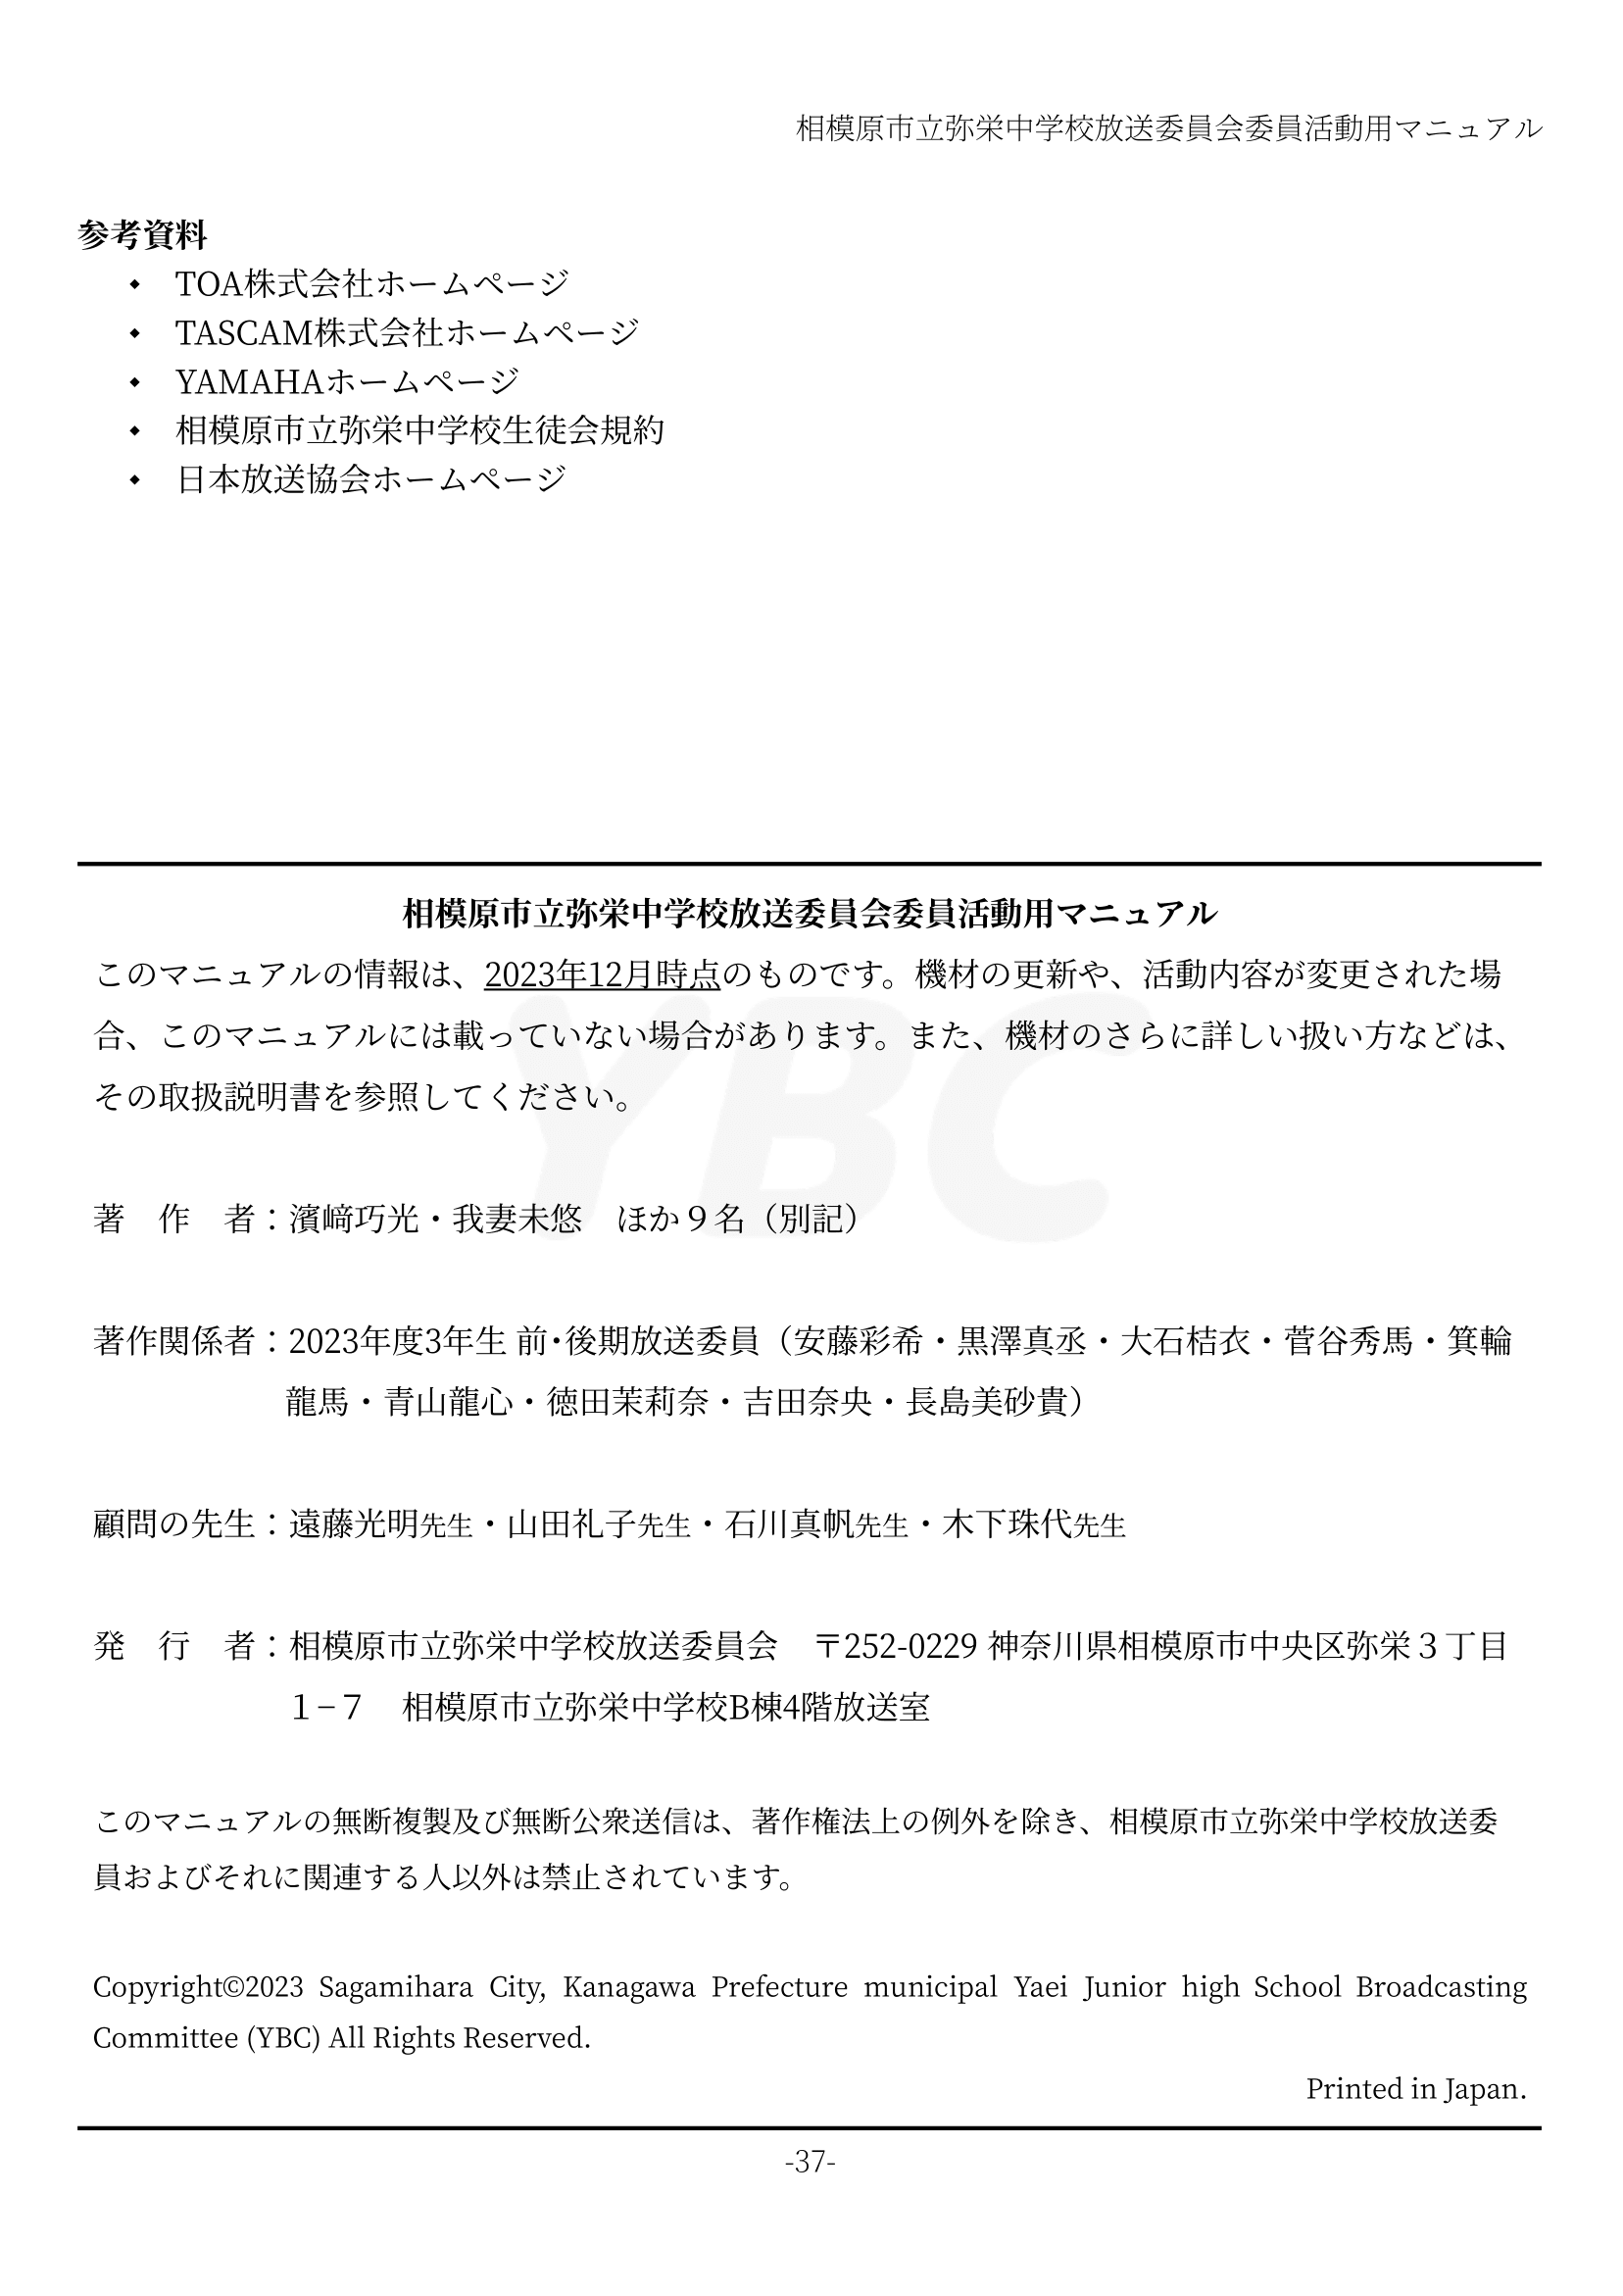 相模原市立弥栄中学校放送委員会委員活動用マニュアル
参考資料
◆ TOA株式会社ホームページ
◆ TASCAM株式会社ホームページ
◆ YAMAHAホームページ
◆ 相模原市立弥栄中学校生徒会規約
◆ 日本放送協会ホームページ
相模原市立弥栄中学校放送委員会委員活動用マニュアル
このマニュアルの情報は、2023年12月時点のものです。機材の更新や、活動内容が変更された場
合、このマニュアルには載っていない場合があります。また、機材のさらに詳しい扱い方などは、
その取扱説明書を参照してください。
YBC
著　作　者：濱﨑巧光・我妻未悠　ほか９名（別記）
著作関係者：2023年度3年生 前･後期放送委員（安藤彩希・黒澤真丞・大石桔衣・菅谷秀馬・箕輪
龍馬・青山龍心・徳田茉莉奈・吉田奈央・長島美砂貴）
顧問の先生：遠藤光明先生・山田礼子先生・石川真帆先生・木下珠代先生
発　行　者：相模原市立弥栄中学校放送委員会　〒252-0229 神奈川県相模原市中央区弥栄３丁目
１−７　相模原市立弥栄中学校B棟4階放送室
このマニュアルの無断複製及び無断公衆送信は、著作権法上の例外を除き、相模原市立弥栄中学校放送委
員およびそれに関連する人以外は禁止されています。
Copyright©2023 Sagamihara City, Kanagawa Prefecture municipal Yaei Junior high School Broadcasting
Committee (YBC) All Rights Reserved.
Printed in Japan.
-37-